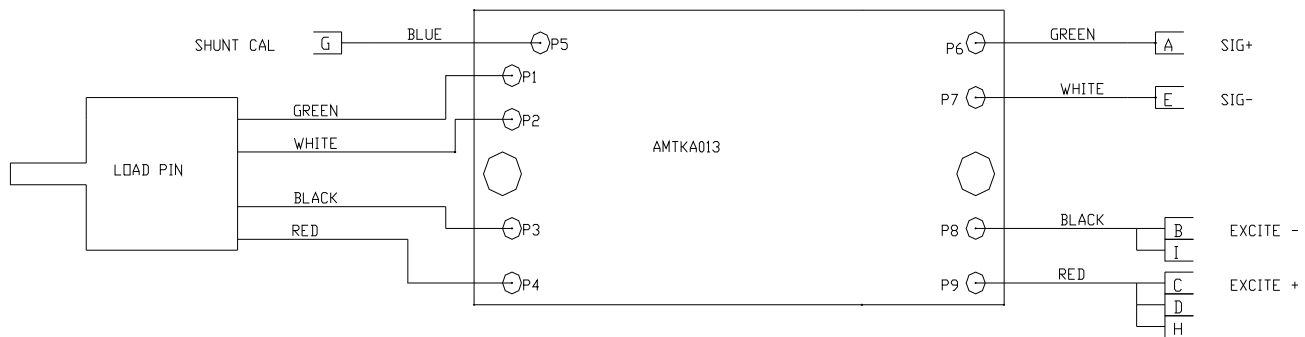 SHUNT CAL G BLUE P5
P1
GREEN
P2
WHITE
LOAD PIN
BLACK
P3
RED
P4
AMTKA013
P6 GREEN A SIG+
P7 WHITE E SIG-
P8 BLACK B EXCITE -
I
P9 RED C EXCITE +
D
H